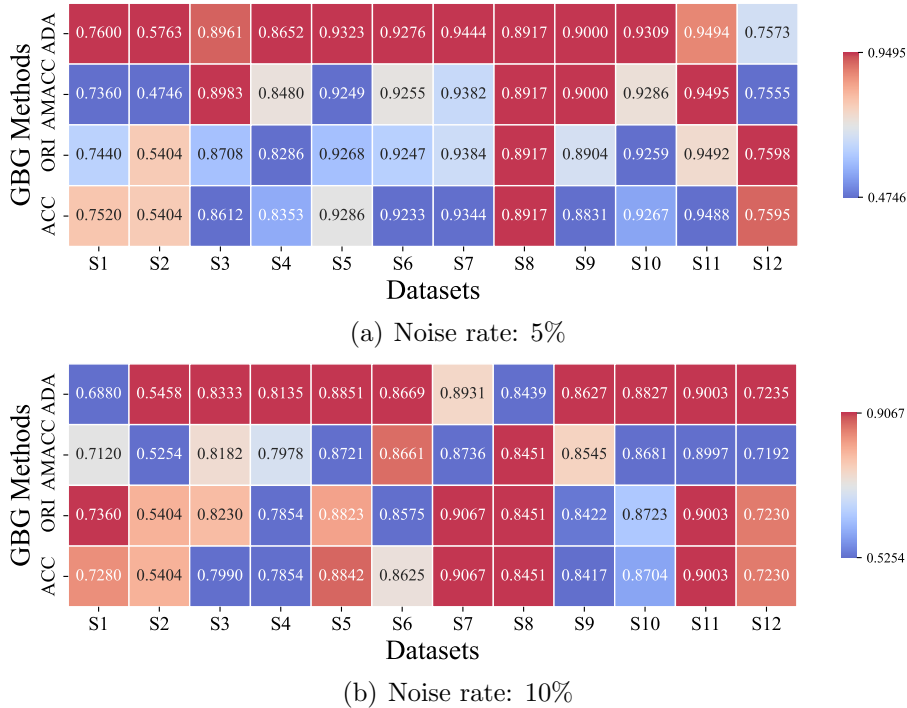 GBG Methods
ADA 0.7600 0.5763 0.8961 0.8652 0.9323 0.9276 0.9444 0.8917 0.9000 0.9309 0.9494 0.7573
AMACC 0.7360 0.4746 0.8983 0.8480 0.9249 0.9255 0.9382 0.8917 0.9000 0.9286 0.9495 0.7555
ORI 0.7440 0.5404 0.8708 0.8286 0.9268 0.9247 0.9384 0.8917 0.8904 0.9259 0.9492 0.7598
ACC 0.7520 0.5404 0.8612 0.8353 0.9286 0.9233 0.9344 0.8917 0.8831 0.9267 0.9488 0.7595
S1 S2 S3 S4 S5 S6 S7 S8 S9 S10 S11 S12
Datasets
0.9495
0.4746
(a) Noise rate: 5%
GBG Methods
ADA 0.6880 0.5458 0.8333 0.8135 0.8851 0.8669 0.8931 0.8439 0.8627 0.8827 0.9003 0.7235
AMACC 0.7120 0.5254 0.8182 0.7978 0.8721 0.8661 0.8736 0.8451 0.8545 0.8681 0.8997 0.7192
ORI 0.7360 0.5404 0.8230 0.7854 0.8823 0.8575 0.9067 0.8451 0.8422 0.8723 0.9003 0.7230
ACC 0.7280 0.5404 0.7990 0.7854 0.8842 0.8625 0.9067 0.8451 0.8417 0.8704 0.9003 0.7230
S1 S2 S3 S4 S5 S6 S7 S8 S9 S10 S11 S12
Datasets
0.9067
0.5254
(b) Noise rate: 10%